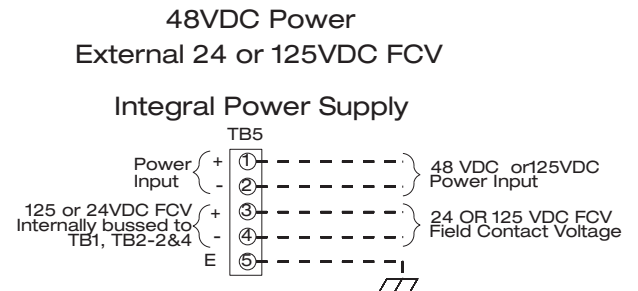 48VDC Power
External 24 or 125VDC FCV
Integral Power Supply
TB5
Power
Input
+ 1
- 2
48 VDC or125VDC
Power Input
125 or 24VDC FCV
Internally bussed to
TB1, TB2-2&4
+ 3
- 4
24 OR 125 VDC FCV
Field Contact Voltage
E 5